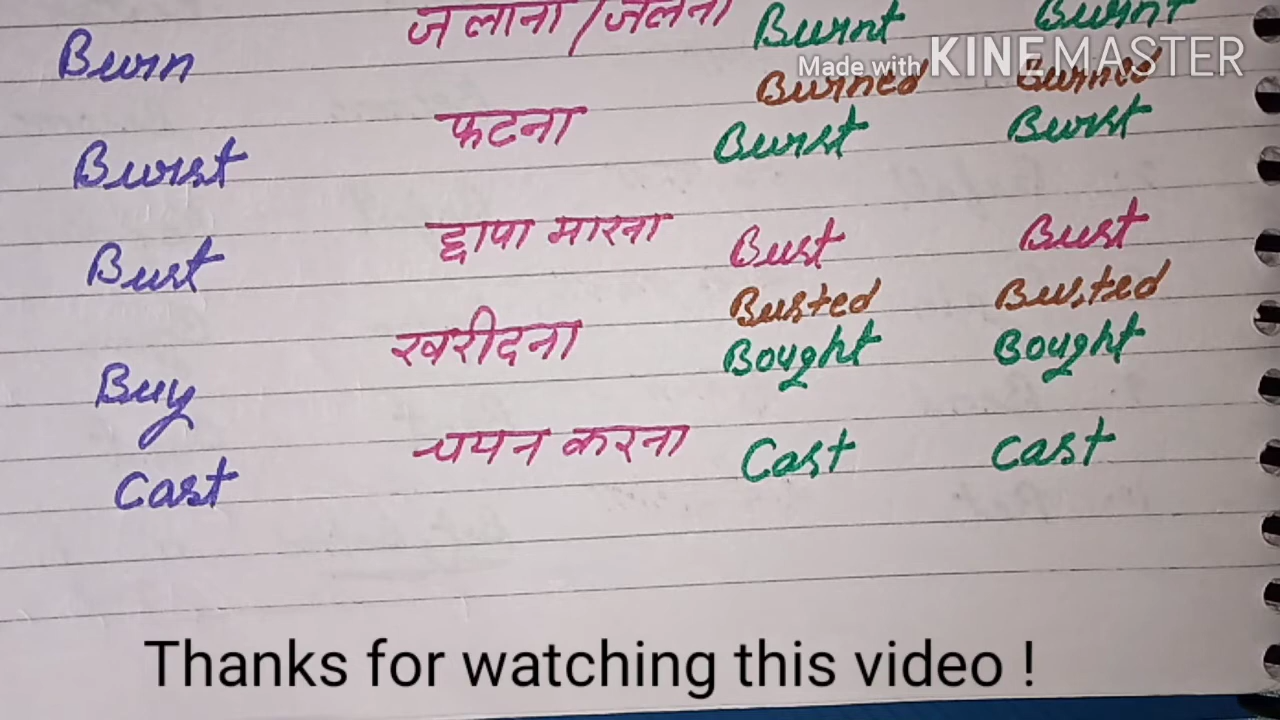 Burn जलाना/जलना Burnt Burnt
Made with KINEMASTER
Burned Burned
Burst फटना Burst Burst
Bust छापा मारना Bust Bust
Busted Busted
Buy खरीदना Bought Bought
Cast चयन करना Cast Cast
Thanks for watching this video !